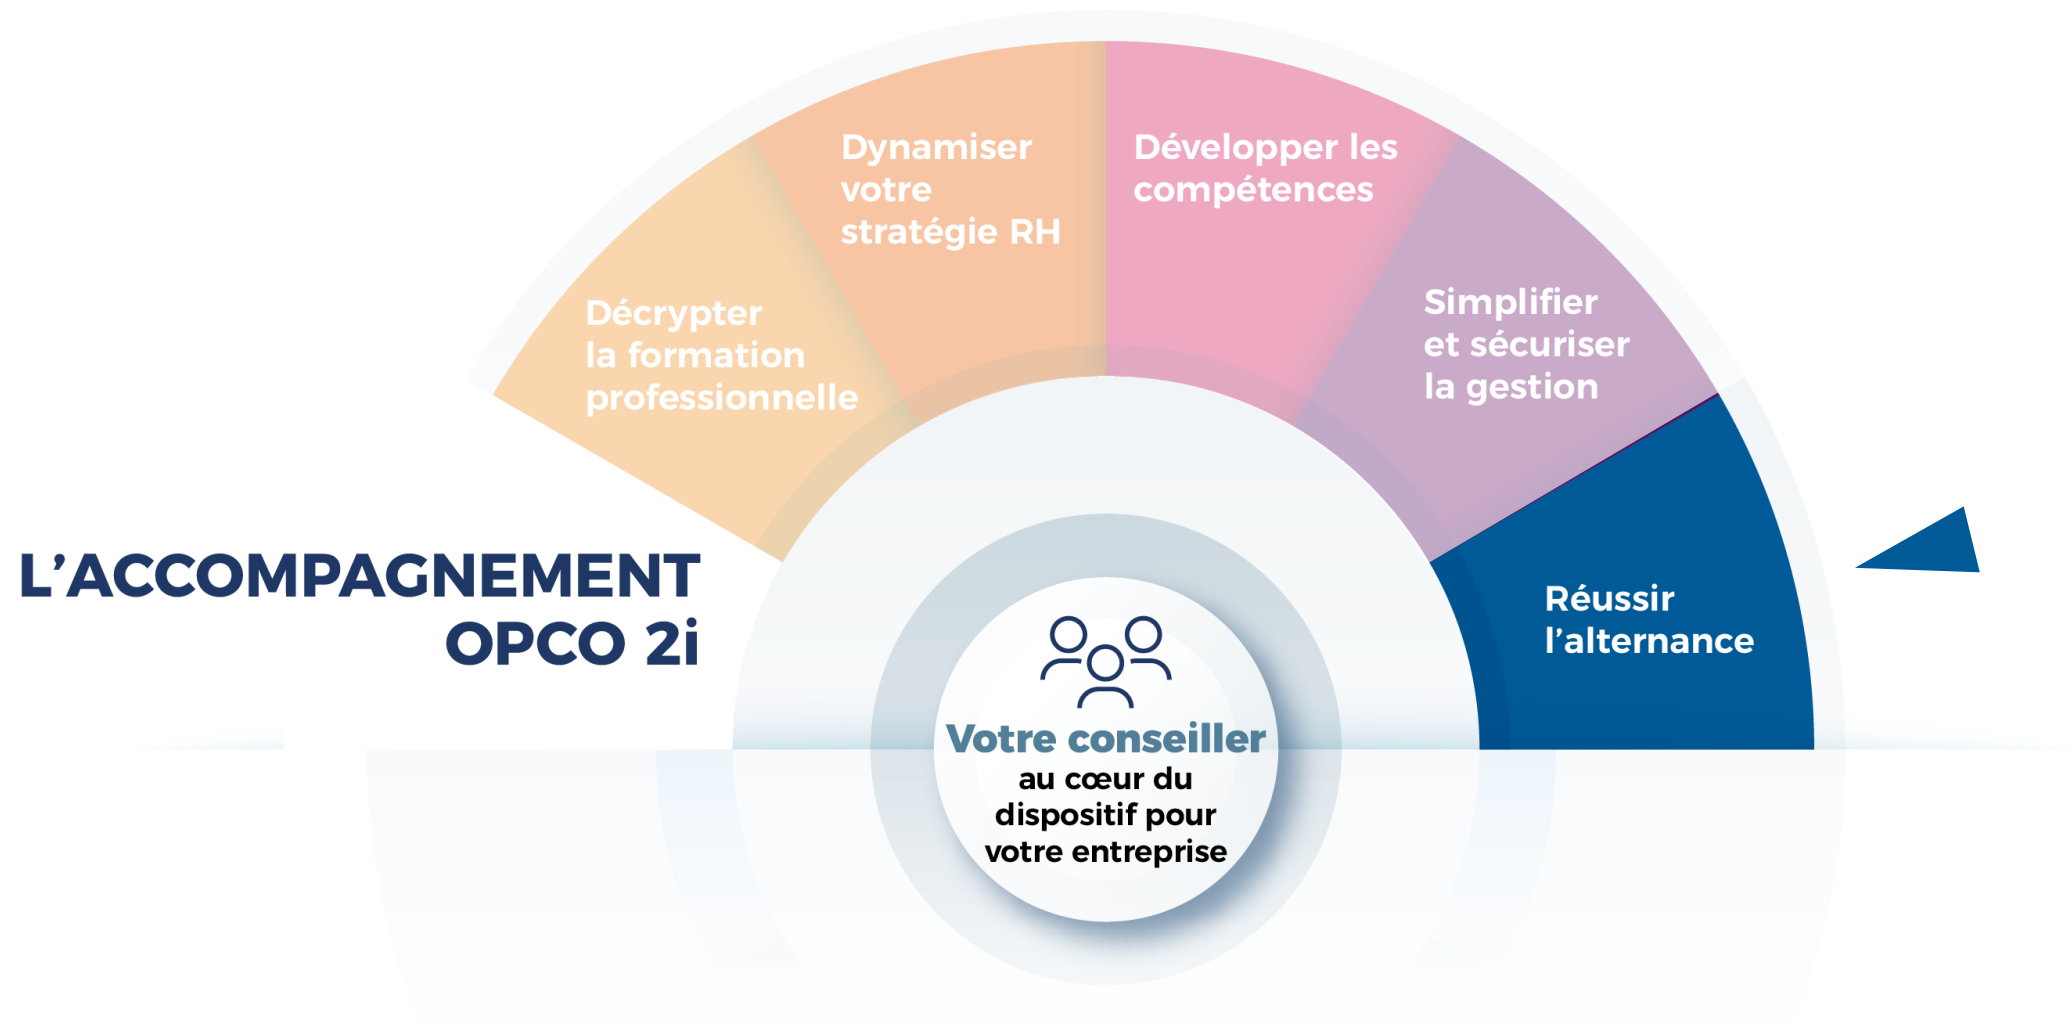 L'ACCOMPAGNEMENT
OPCO 2i
Décrypter
la formation
professionnelle
Dynamiser
votre
stratégie RH
Développer les
compétences
Simplifier
et sécuriser
la gestion
Réussir
l'alternance
Votre conseiller
au cœur du
dispositif pour
votre entreprise